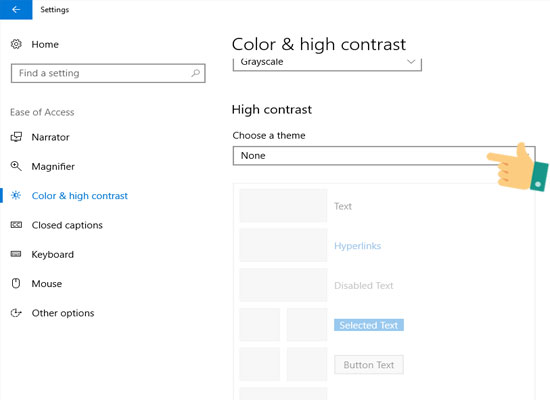 Settings
Home
Find a setting
Ease of Access
Narrator
Magnifier
Color & high contrast
Closed captions
Keyboard
Mouse
Other options
Color & high contrast
Grayscale
High contrast
Choose a theme
None
Text
Hyperlinks
Disabled Text
Selected Text
Button Text